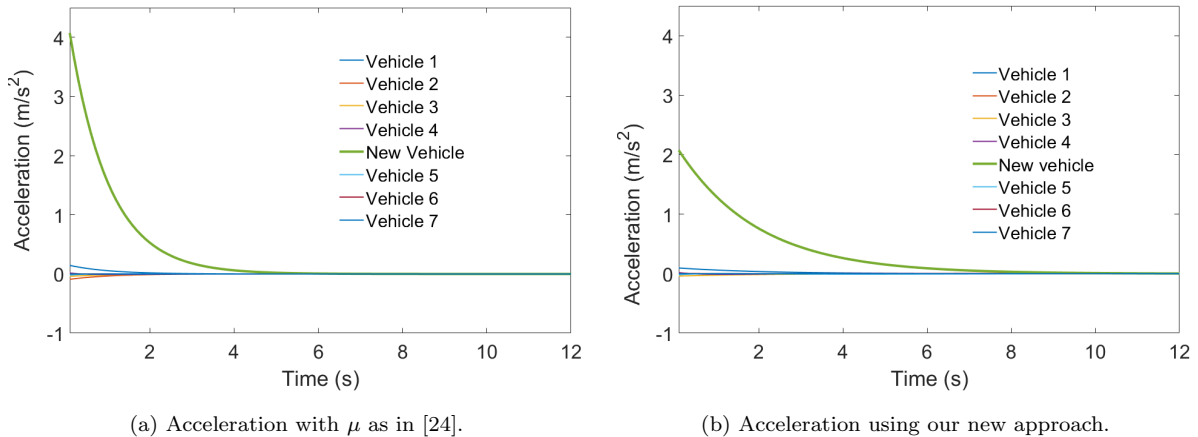 4
3
2
1
0
-1
Acceleration (m/s²)
Vehicle 1
Vehicle 2
Vehicle 3
Vehicle 4
New Vehicle
Vehicle 5
Vehicle 6
Vehicle 7
2 4 6 8 10 12
Time (s)
(a) Acceleration with μ as in [24].
4
3
2
1
0
-1
Acceleration (m/s²)
Vehicle 1
Vehicle 2
Vehicle 3
Vehicle 4
New vehicle
Vehicle 5
Vehicle 6
Vehicle 7
2 4 6 8 10 12
Time (s)
(b) Acceleration using our new approach.